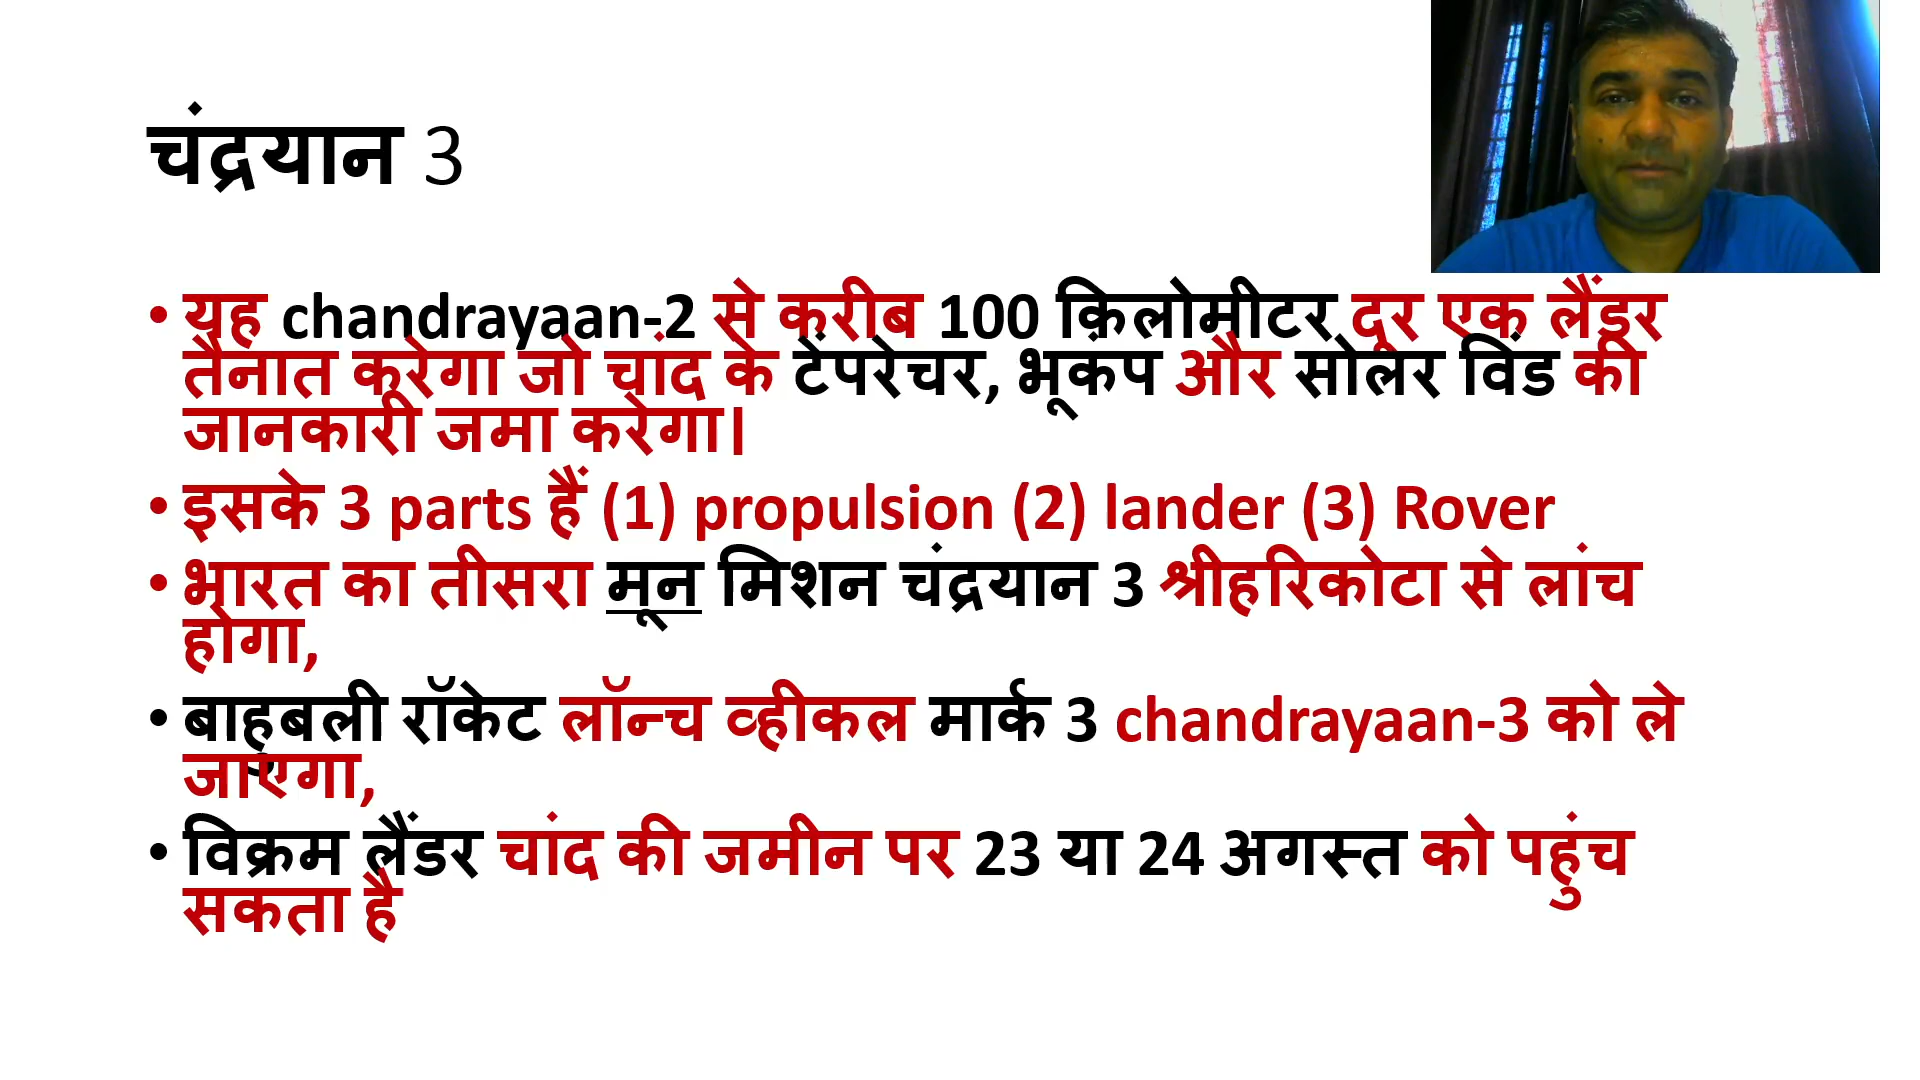 चंद्रयान 3
• यह chandrayaan-2 से करीब 100 किलोमीटर दूर एक लैंडर
तैनात करेगा जो चांद के टेंपरेचर, भूकंप और सोलर विंड की
जानकारी जमा करेगा।
• इसके 3 parts हैं (1) propulsion (2) lander (3) Rover
• भारत का तीसरा मून मिशन चंद्रयान 3 श्रीहरिकोटा से लांच
होगा,
• बाहुबली रॉकेट लॉन्च व्हीकल मार्क 3 chandrayaan-3 को ले
जाएगा,
• विक्रम लैंडर चांद की जमीन पर 23 या 24 अगस्त को पहुंच
सकता है